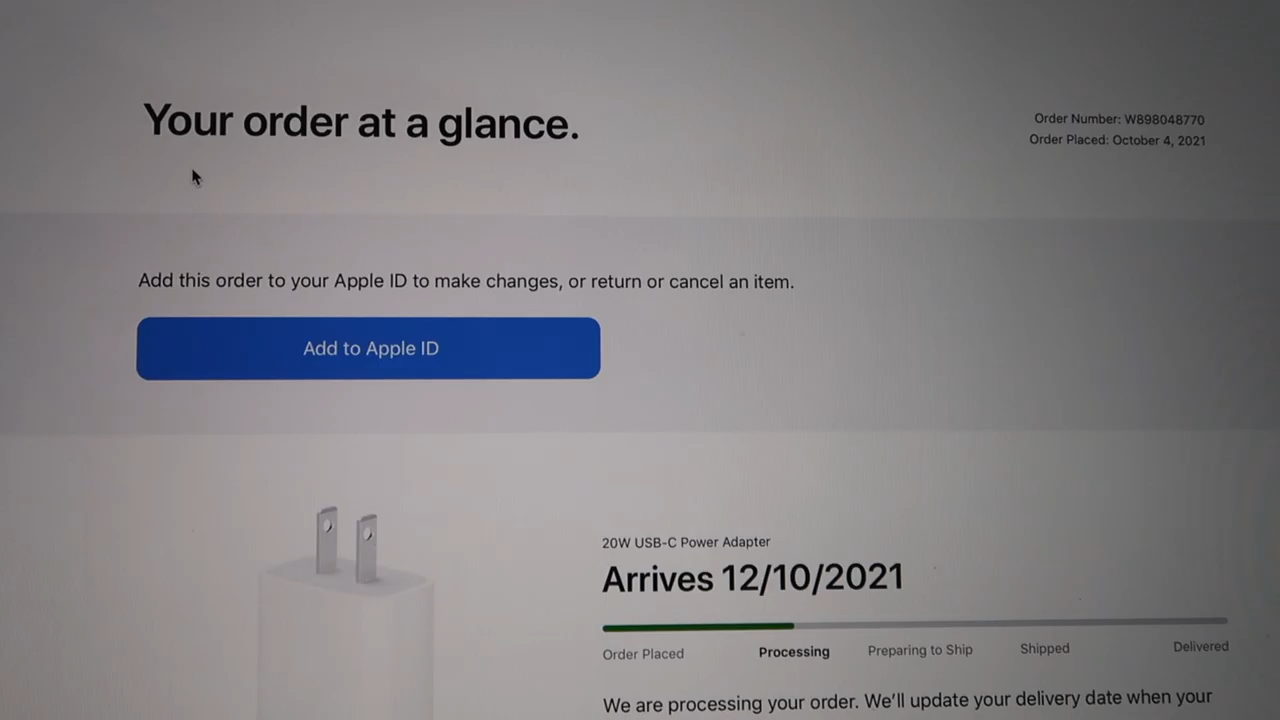 Your order at a glance.
Order Number: W898048770
Order Placed: October 4, 2021
Add this order to your Apple ID to make changes, or return or cancel an item.
Add to Apple ID
20W USB-C Power Adapter
Arrives 12/10/2021
Order Placed Processing Preparing to Ship Shipped Delivered
We are processing your order. We'll update your delivery date when your